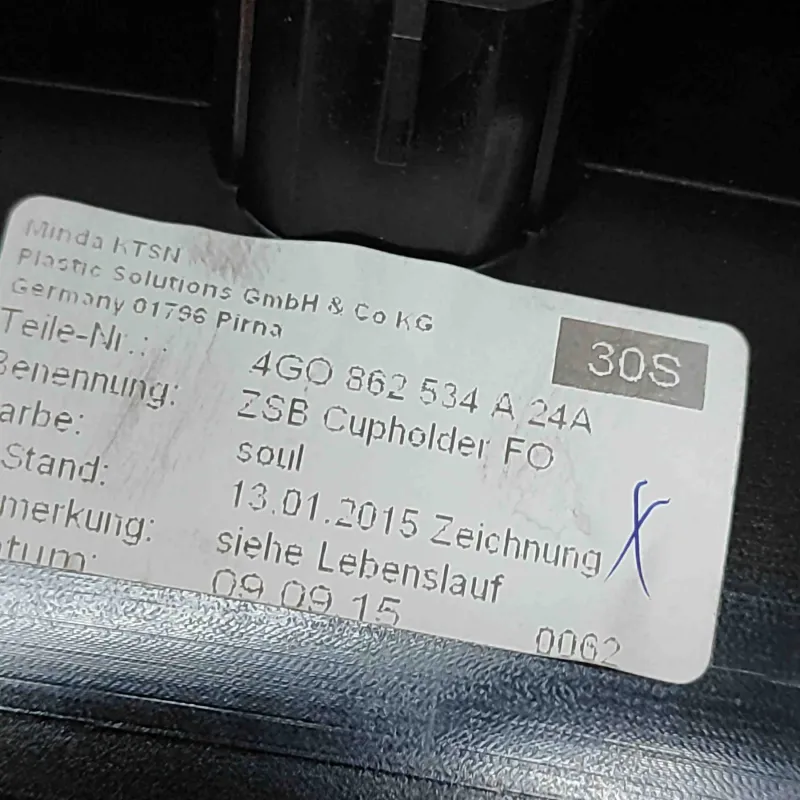 Minda KTSN
Plastic Solutions GmbH & Co KG
Germany 01796 Pirna
30S
Teile-Nr.: 4G0 862 534 A 24A
Benennung: ZSB Cupholder FO
arbe: soul
Stand: 13.01.2015 Zeichnung
merkung: siehe Lebenslauf
tum: 09 09 15
0062